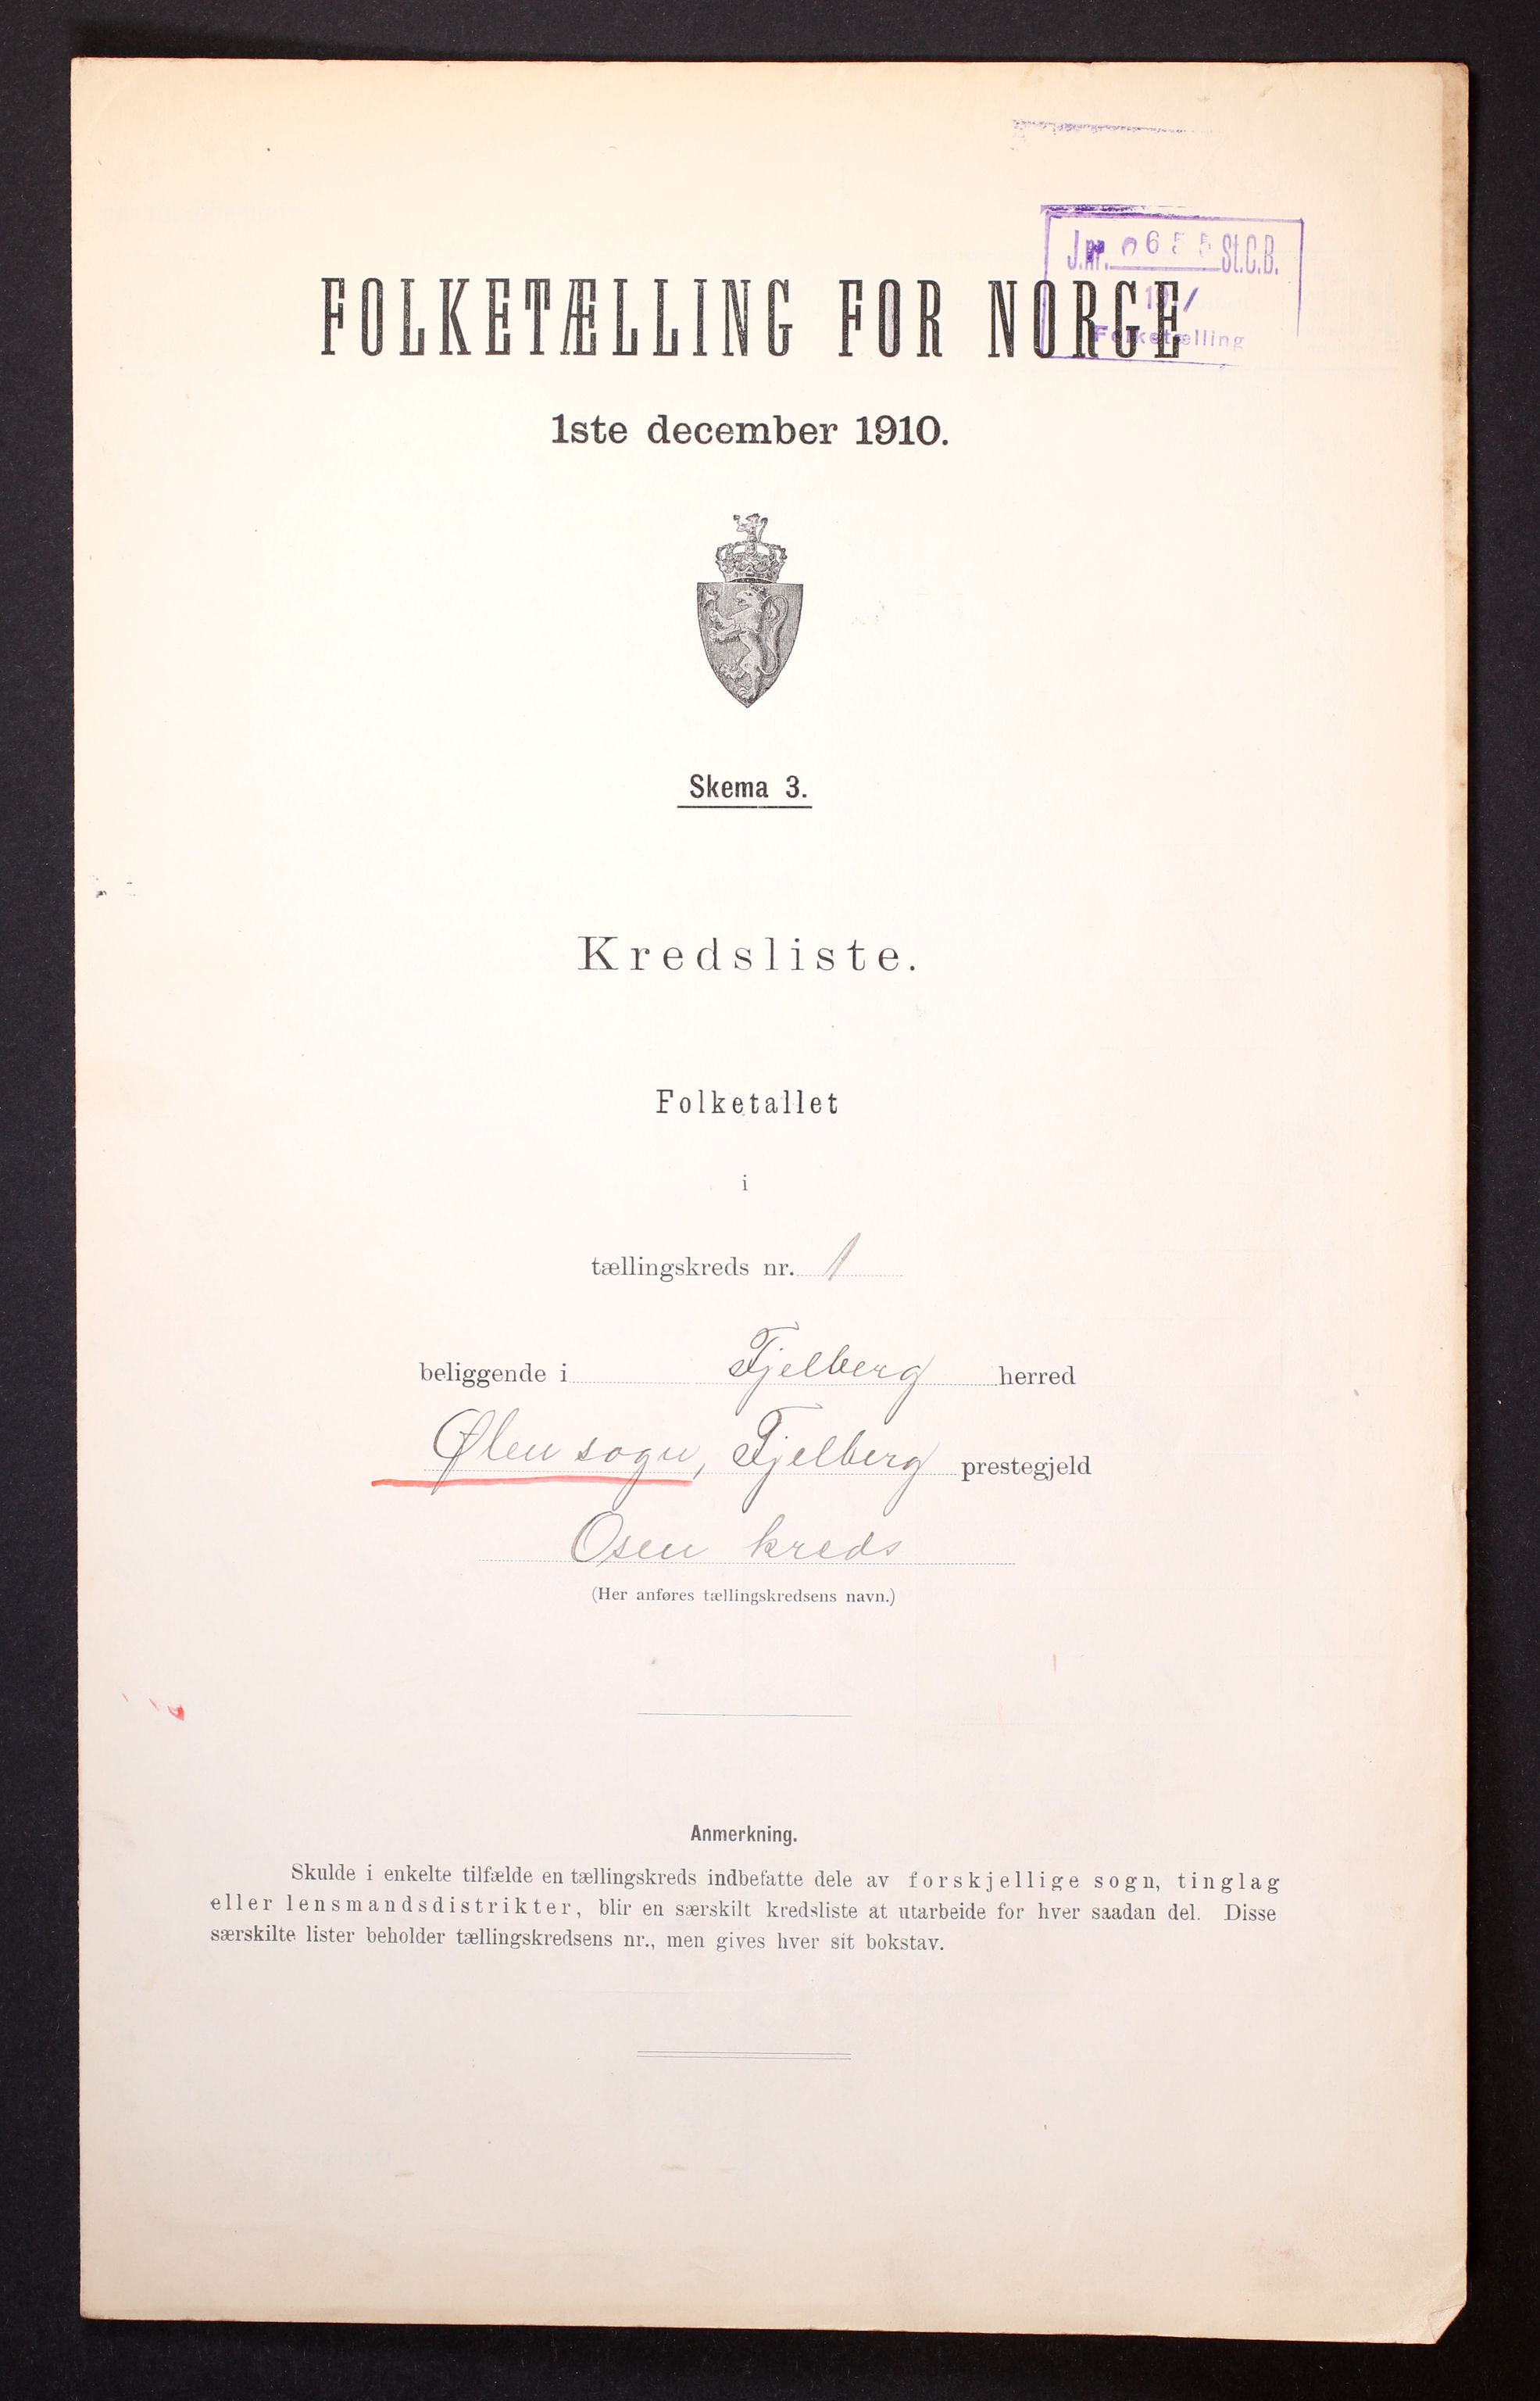 J.nr. 0655 St.C.B.
FOLKETÆLLING FOR NORGE
Folketælling
1ste december 1910.
Skema 3.
Kredsliste.
Folketallet
i
tællingskreds nr. 1
beliggende i Fjelberg herred
Ølen sogn, Fjelberg prestegjeld
Osen kreds
(Her anføres tællingskredsens navn.)
Anmerkning.
Skulde i enkelte tilfælde en tællingskreds indbefatte dele av forskjellige sogn, tinglag
eller lensmandsdistrikter, blir en særskilt kredsliste at utarbeide for hver saadan del. Disse
særskilte lister beholder tællingskredsens nr., men gives hver sit bokstav.